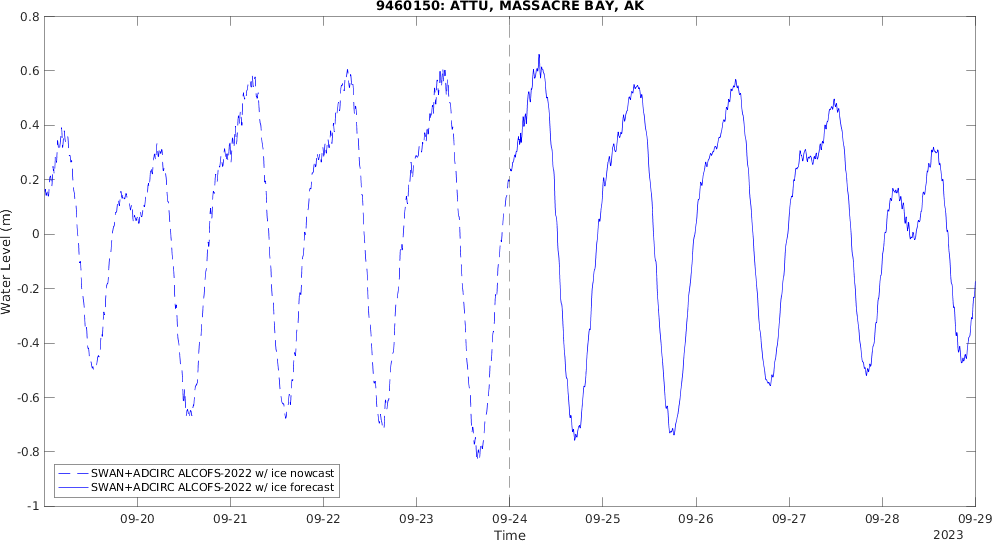 9460150: ATTU, MASSACRE BAY, AK
0.8
0.6
0.4
0.2
0
-0.2
-0.4
-0.6
-0.8
-1
Water Level (m)
SWAN+ADCIRC ALCOFS-2022 w/ ice nowcast
SWAN+ADCIRC ALCOFS-2022 w/ ice forecast
09-20 09-21 09-22 09-23 09-24 09-25 09-26 09-27 09-28 09-29
Time
2023